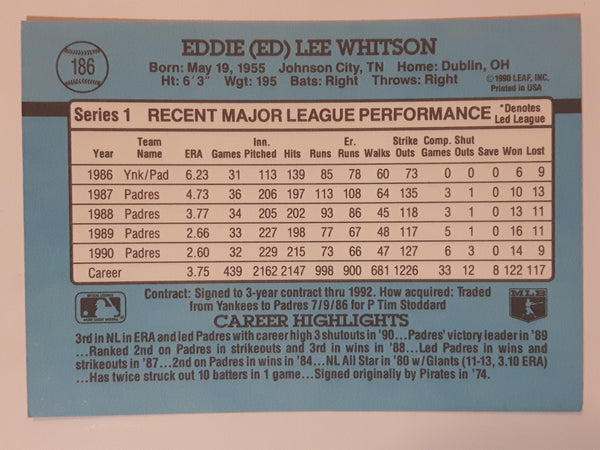 186
EDDIE (ED) LEE WHITSON
Born: May 19, 1955 Johnson City, TN Home: Dublin, OH
Ht: 6'3" Wgt: 195 Bats: Right Throws: Right
©1990 LEAF, INC.
Printed in USA
Series 1 RECENT MAJOR LEAGUE PERFORMANCE *Denotes Led League
Year Team Name ERA Games Inn. Pitched Hits Runs Er. Runs Walks Strike Outs Comp. Games Shut Outs Save Won Lost
1986 Ynk/Pad 6.23 31 113 139 85 78 60 73 0 0 0 6 9
1987 Padres 4.73 36 206 197 113 108 64 135 3 1 0 10 13
1988 Padres 3.77 34 205 202 93 86 45 118 3 1 0 13 11
1989 Padres 2.66 33 227 198 77 67 48 117 5 1 0 16 11
1990 Padres 2.60 32 229 215 73 66 47 127 6 3 0 14 9
Career 3.75 439 2162 2147 998 900 681 1226 33 12 8 122 117
Contract: Signed to 3-year contract thru 1992. How acquired: Traded
from Yankees to Padres 7/9/86 for P Tim Stoddard
MLB
CAREER HIGHLIGHTS
3rd in NL in ERA and led Padres with career high 3 shutouts in '90...Padres' victory leader in '89
...Ranked 2nd on Padres in strikeouts and 3rd in wins in '88...Led Padres in wins and
strikeouts in '87...2nd on Padres in wins in '84...NL All Star in '80 w/Giants (11-13, 3.10 ERA)
...Has twice struck out 10 batters in 1 game...Signed originally by Pirates in '74.